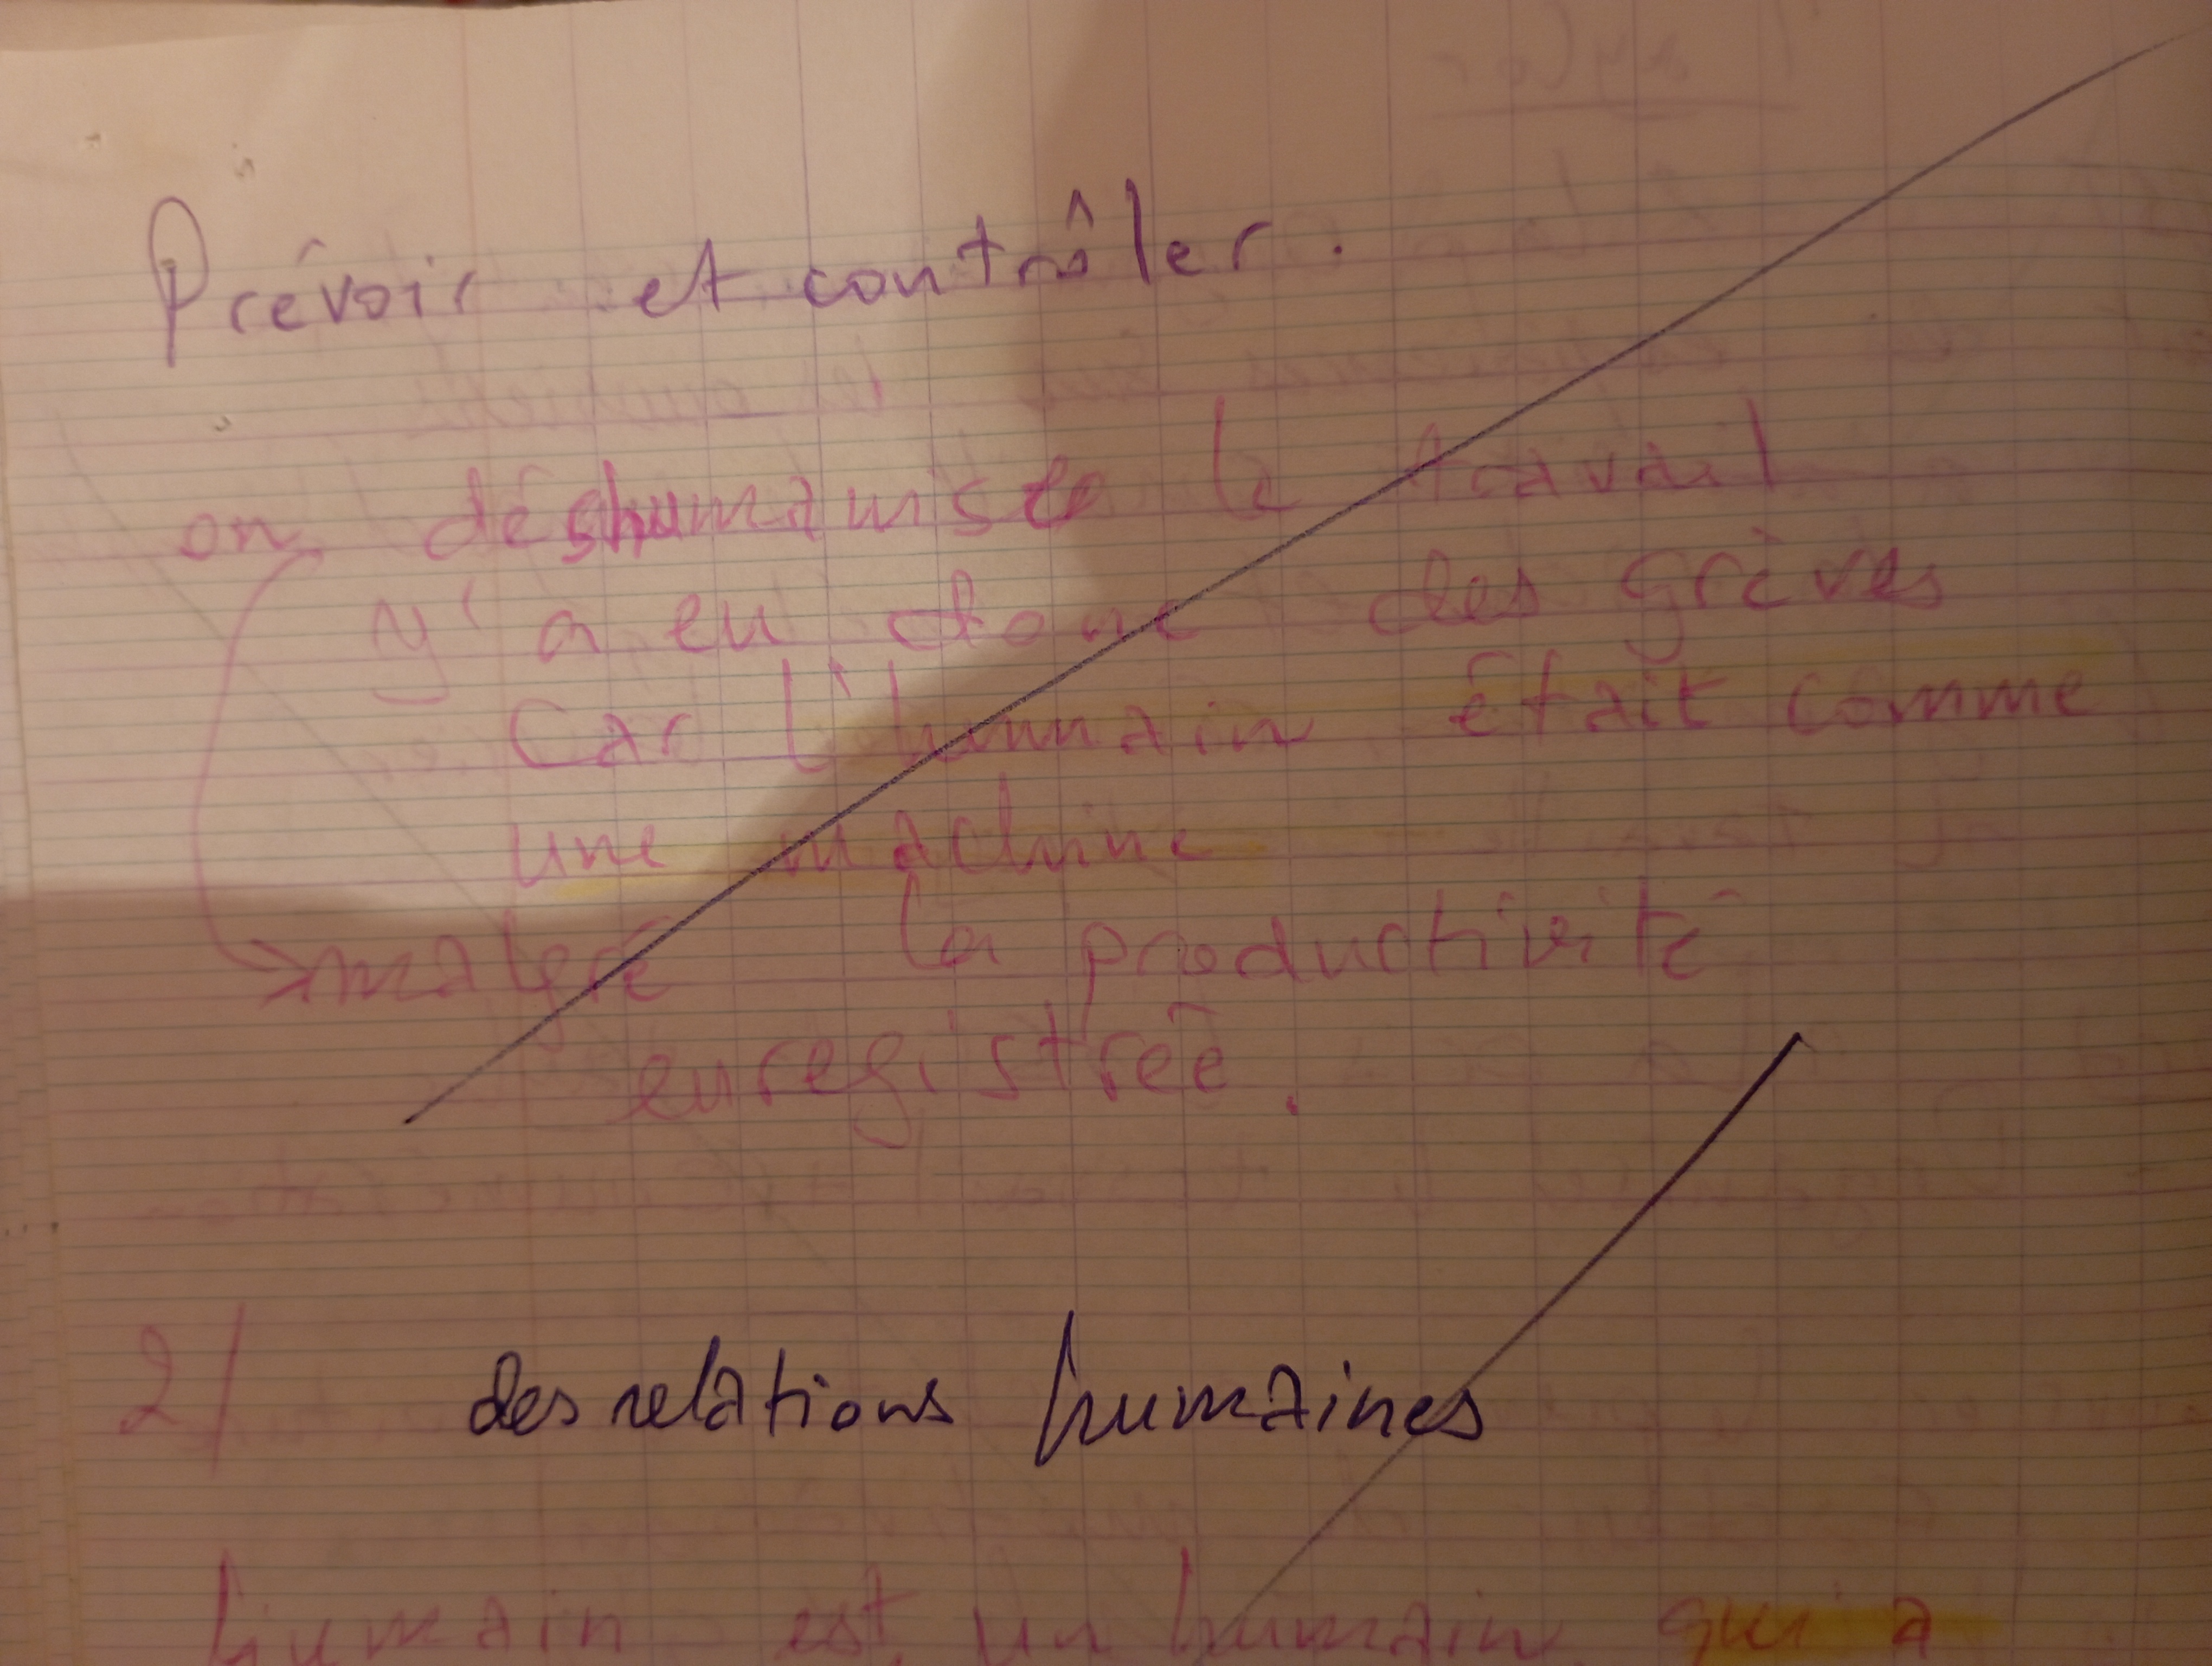 Prévoir et contrôler.
on déshumanise le travail
Il y a eu donc des grèves
Car l'humain était comme
une machine
malgré la productivité
enregistrée.
2/ des relations humaines
humain est un humain qui a